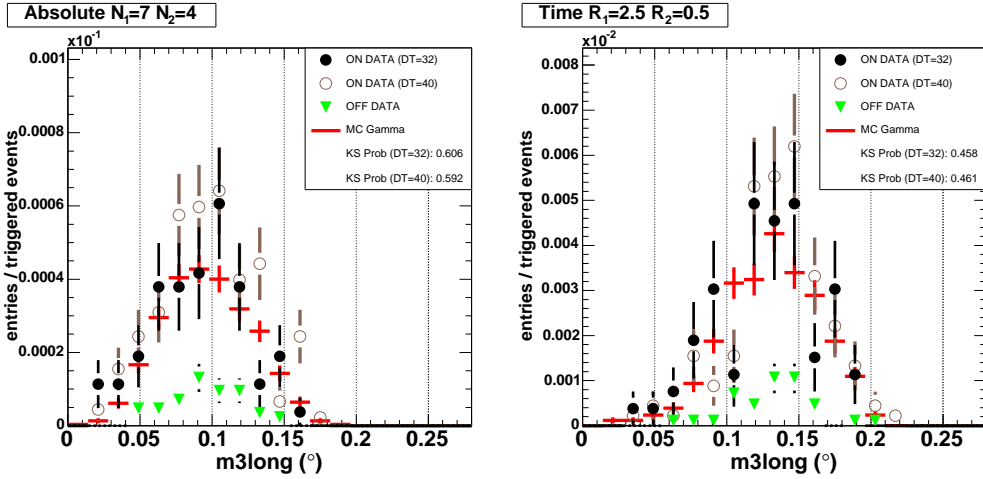 Absolute N₁=7 N₂=4
x10⁻¹
0.001
0.0008
0.0006
0.0004
0.0002
0
entries / triggered events
ON DATA (DT=32)
ON DATA (DT=40)
OFF DATA
MC Gamma
KS Prob (DT=32): 0.606
KS Prob (DT=40): 0.592
0 0.05 0.1 0.15 0.2 0.25
m3long (°)
Time R₁=2.5 R₂=0.5
x10⁻²
0.008
0.007
0.006
0.005
0.004
0.003
0.002
0.001
0
entries / triggered events
ON DATA (DT=32)
ON DATA (DT=40)
OFF DATA
MC Gamma
KS Prob (DT=32): 0.458
KS Prob (DT=40): 0.461
0 0.05 0.1 0.15 0.2 0.25
m3long (°)